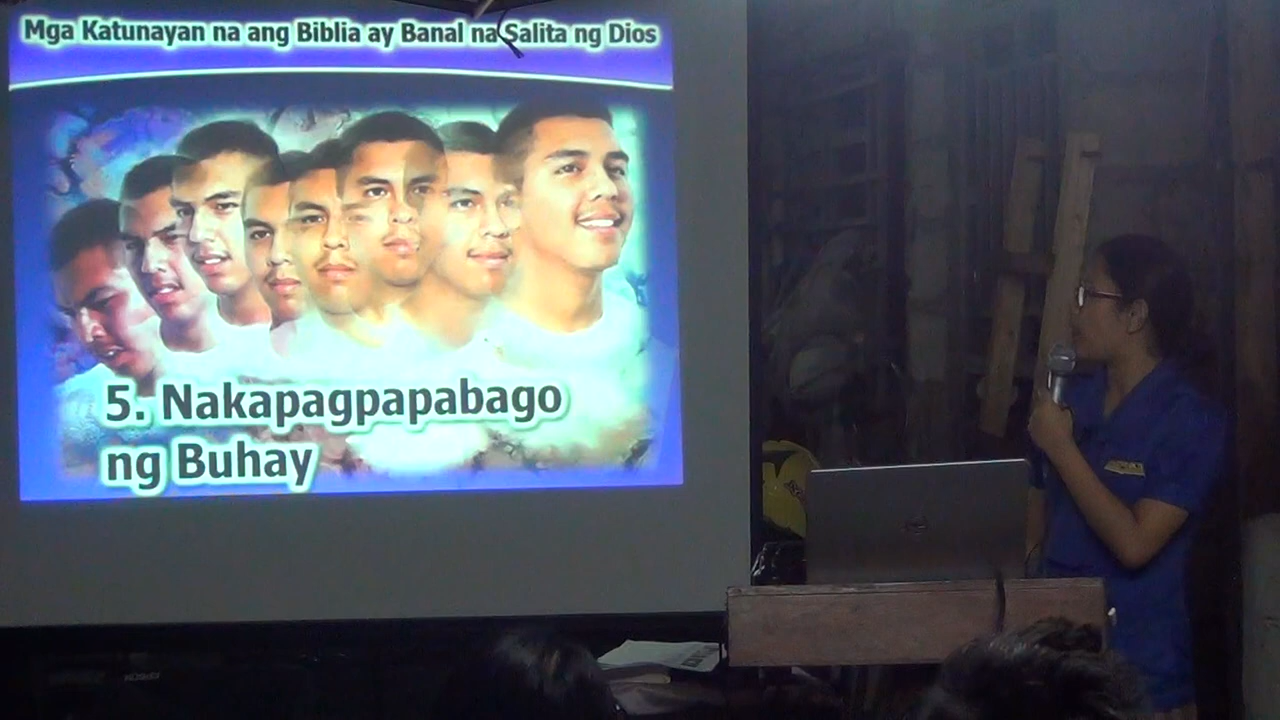 Mga Katunayan na ang Biblia ay Banal na Salita ng Dios
5. Nakapagpapabago
ng Buhay